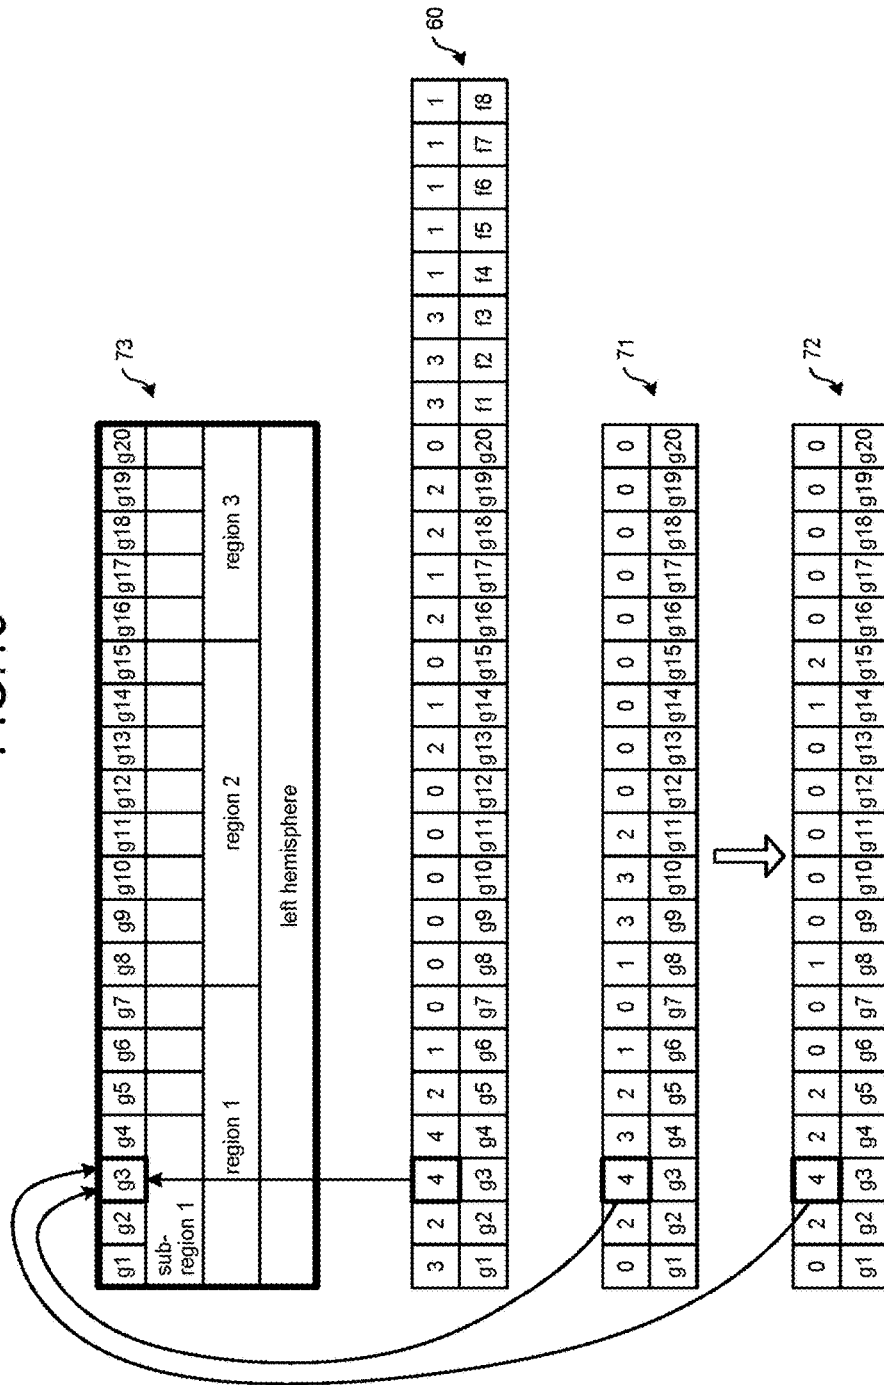 73
g1 g2 g3 g4 g5 g6 g7 g8 g9 g10 g11 g12 g13 g14 g15 g16 g17 g18 g19 g20
sub-
region 1
region 1 region 2 region 3
left hemisphere
60
3 2 4 4 2 1 0 0 0 0 0 0 2 1 0 2 1 2 2 0 3 3 3 1 1 1 1 1
g1 g2 g3 g4 g5 g6 g7 g8 g9 g10 g11 g12 g13 g14 g15 g16 g17 g18 g19 g20 f1 f2 f3 f4 f5 f6 f7 f8
71
0 2 4 3 2 1 0 1 3 3 2 0 0 0 0 0 0 0 0 0
g1 g2 g3 g4 g5 g6 g7 g8 g9 g10 g11 g12 g13 g14 g15 g16 g17 g18 g19 g20
72
0 2 4 2 2 0 0 1 0 0 0 0 0 1 2 0 0 0 0 0
g1 g2 g3 g4 g5 g6 g7 g8 g9 g10 g11 g12 g13 g14 g15 g16 g17 g18 g19 g20